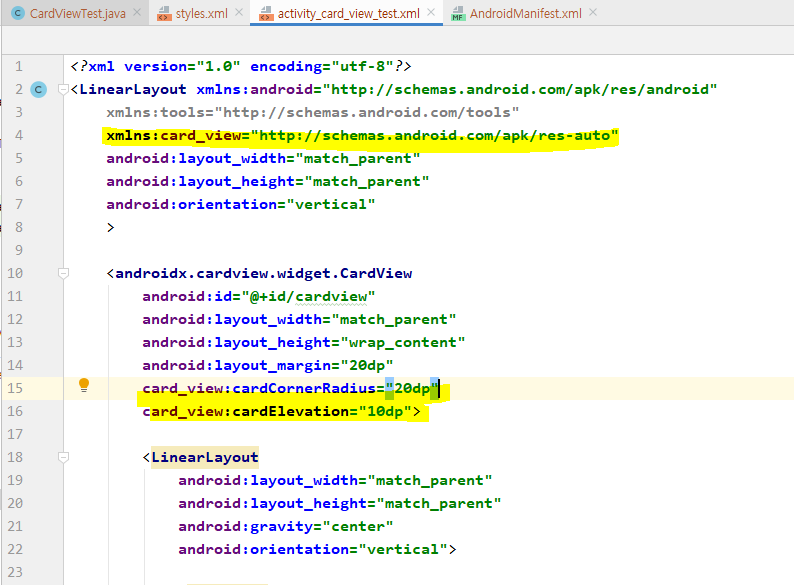 CardViewTest.java
styles.xml
activity_card_view_test.xml
AndroidManifest.xml
1 <?xml version="1.0" encoding="utf-8"?>
2 <LinearLayout xmlns:android="http://schemas.android.com/apk/res/android"
3 xmlns:tools="http://schemas.android.com/tools"
4 xmlns:card_view="http://schemas.android.com/apk/res-auto"
5 android:layout_width="match_parent"
6 android:layout_height="match_parent"
7 android:orientation="vertical"
8 >
9
10 <androidx.cardview.widget.CardView
11 android:id="@+id/cardview"
12 android:layout_width="match_parent"
13 android:layout_height="wrap_content"
14 android:layout_margin="20dp"
15 card_view:cardCornerRadius="20dp"
16 card_view:cardElevation="10dp">
17
18 <LinearLayout
19 android:layout_width="match_parent"
20 android:layout_height="match_parent"
21 android:gravity="center"
22 android:orientation="vertical">
23